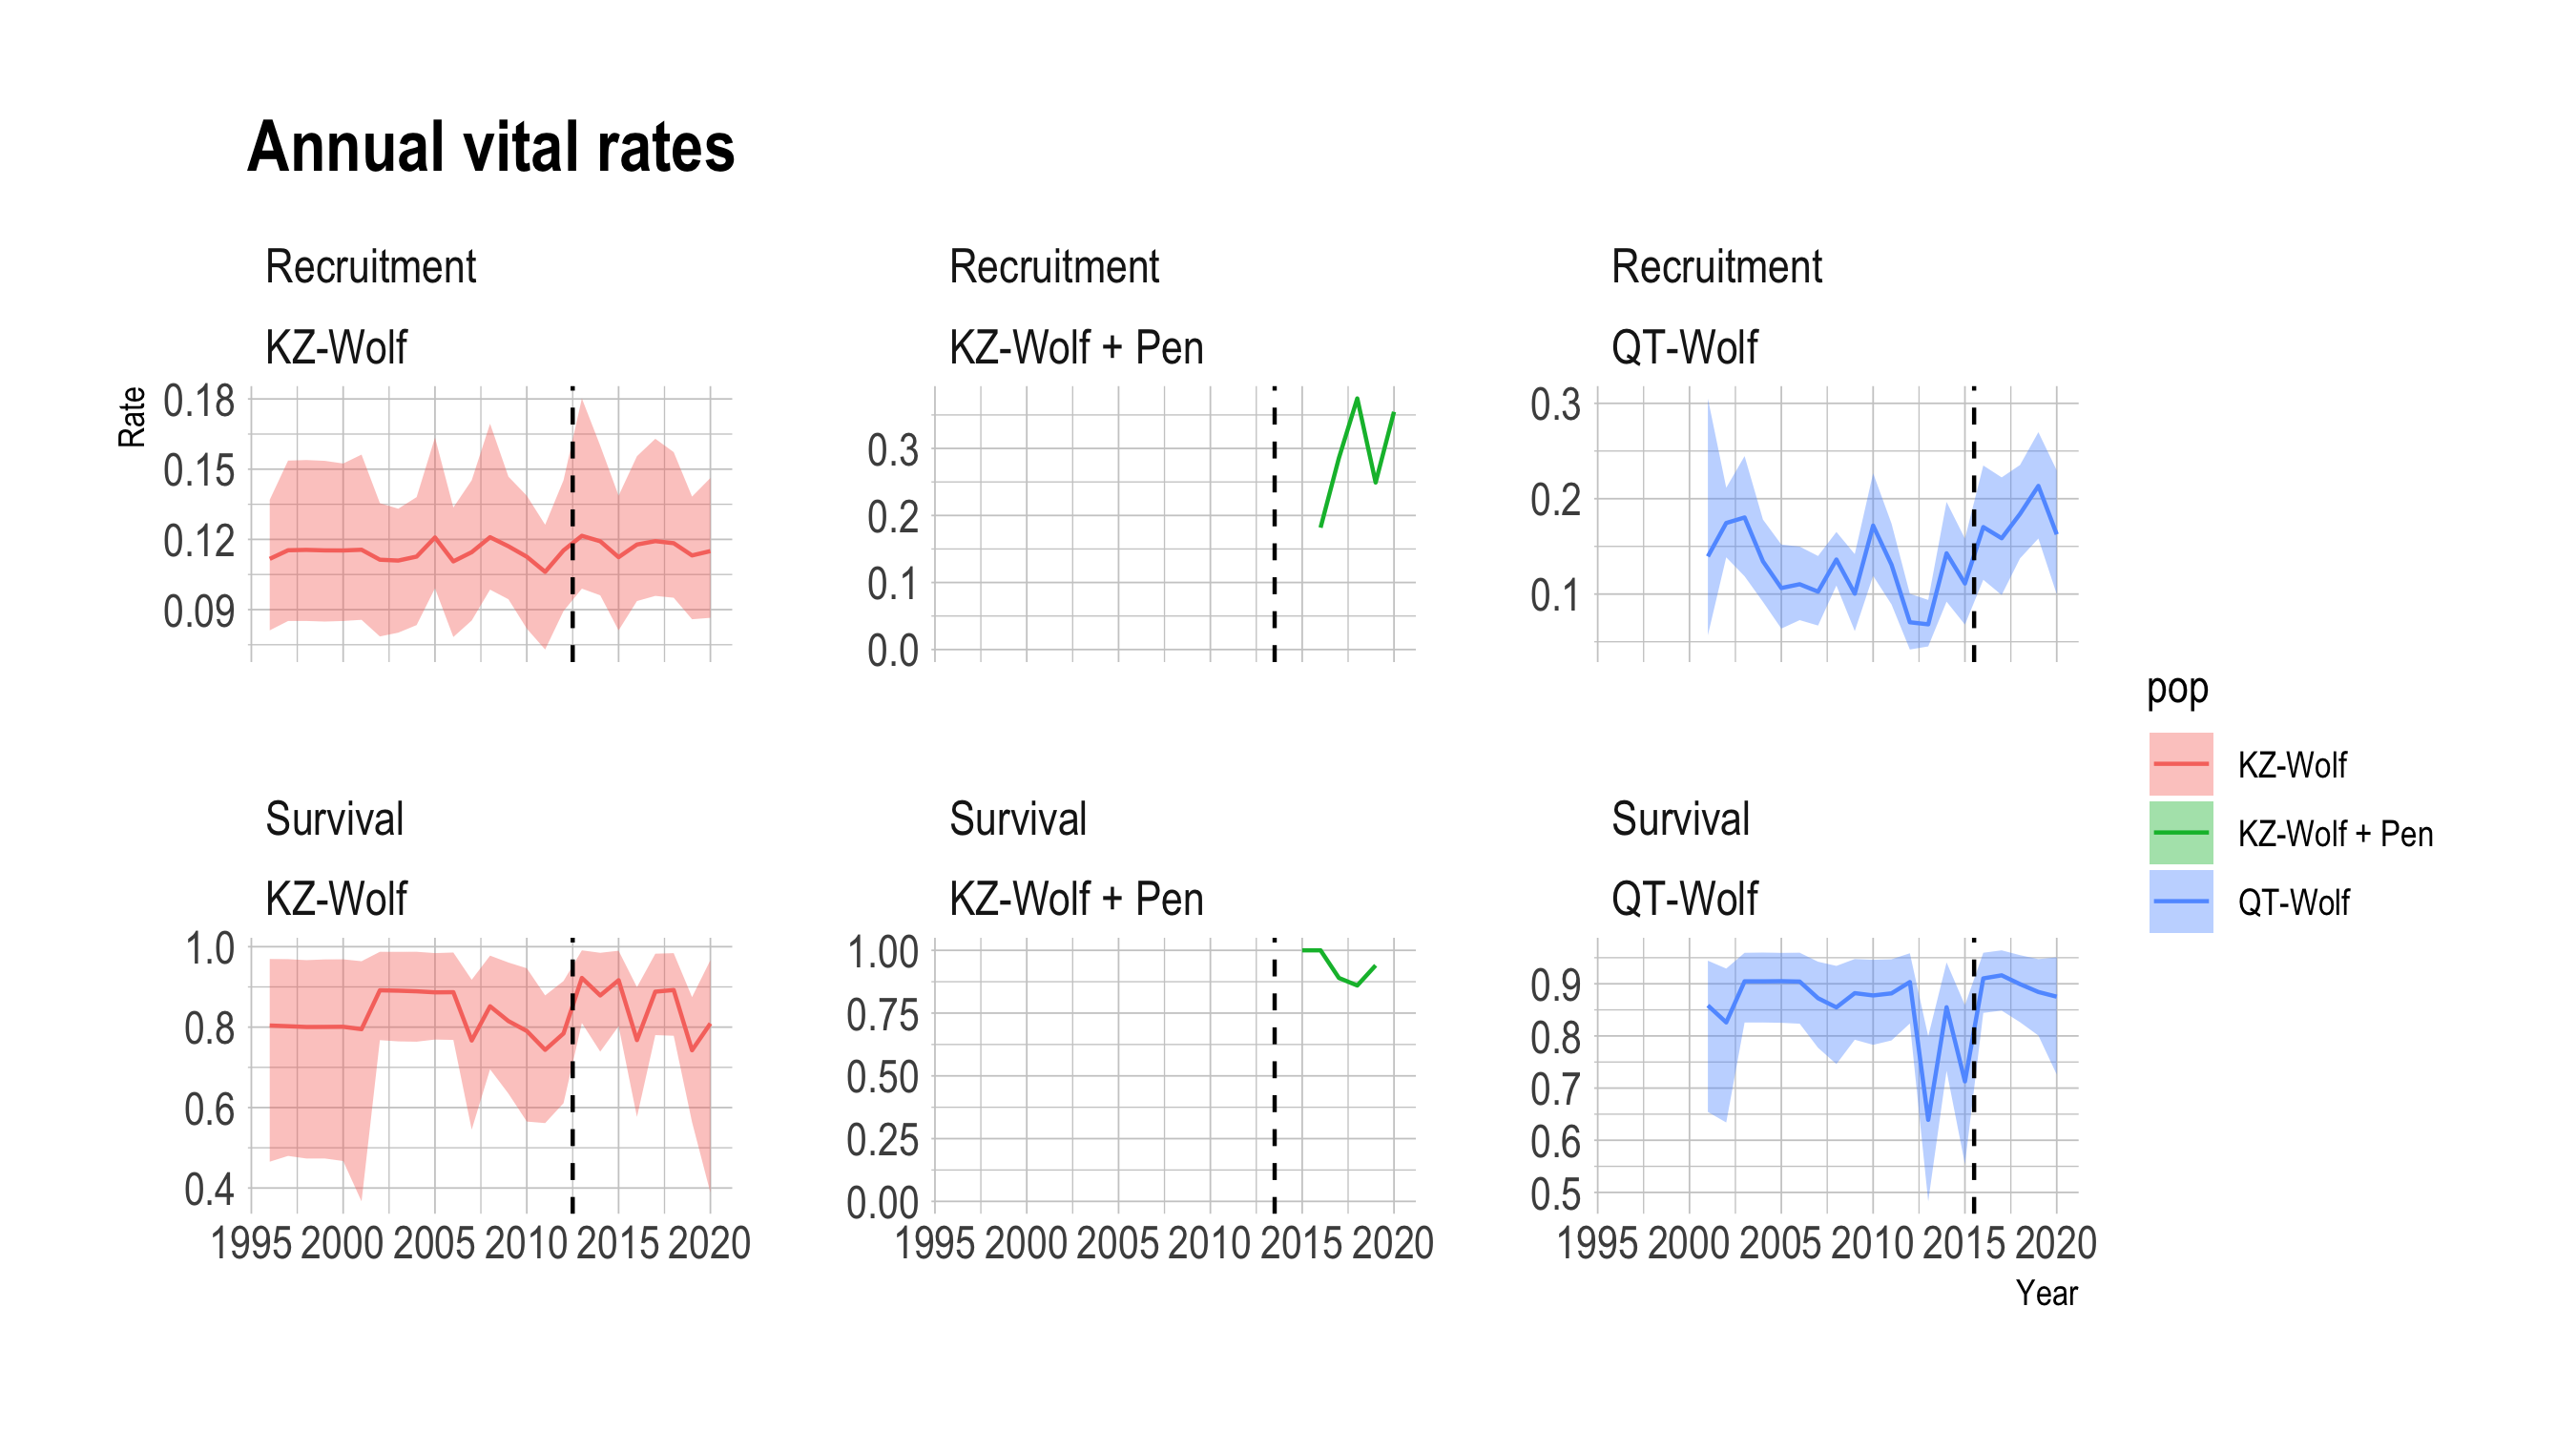 Annual vital rates
Recruitment
KZ-Wolf
Recruitment
KZ-Wolf + Pen
Recruitment
QT-Wolf
Rate
0.18
0.15
0.12
0.09
0.3
0.2
0.1
0.0
0.3
0.2
0.1
Survival
KZ-Wolf
Survival
KZ-Wolf + Pen
Survival
QT-Wolf
1.0
0.8
0.6
0.4
1.00
0.75
0.50
0.25
0.00
0.9
0.8
0.7
0.6
0.5
1995 2000 2005 2010 2015 2020
1995 2000 2005 2010 2015 2020
1995 2000 2005 2010 2015 2020
Year
pop
KZ-Wolf
KZ-Wolf + Pen
QT-Wolf